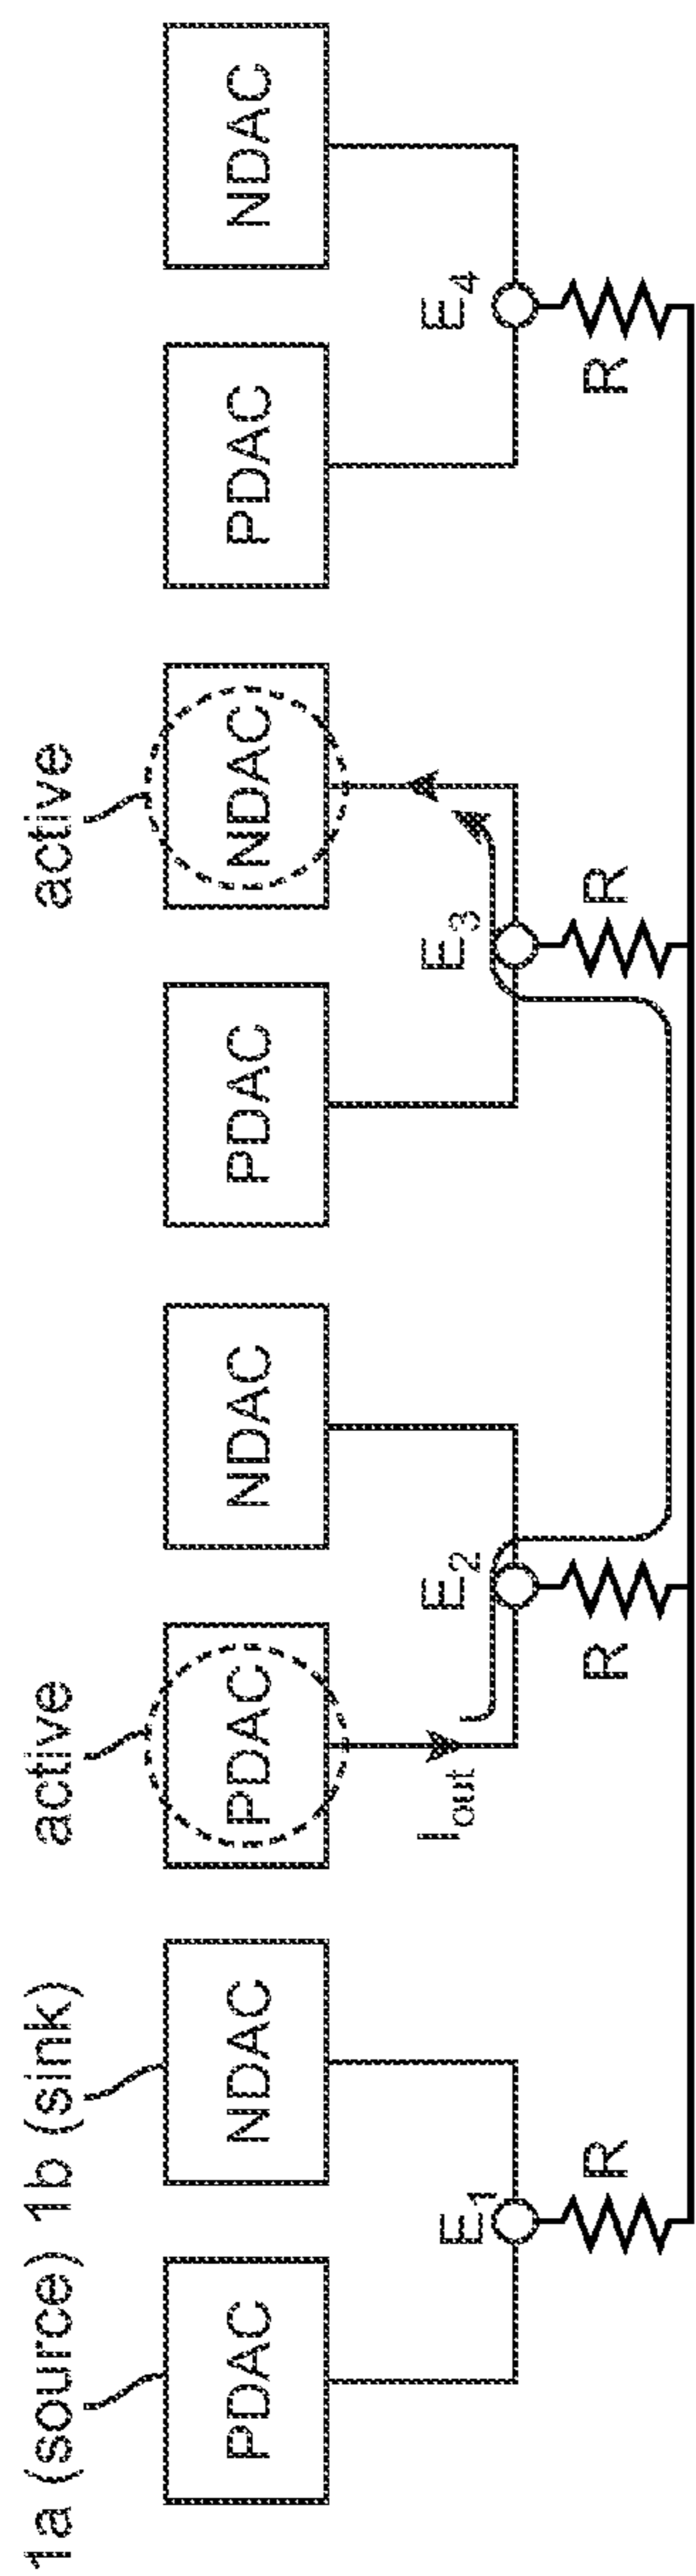 1a (source) 1b (sink)
active
active
PDAC
NDAC
PDAC
NDAC
PDAC
NDAC
PDAC
NDAC
Iout
E1
E2
E3
E4
R
R
R
R